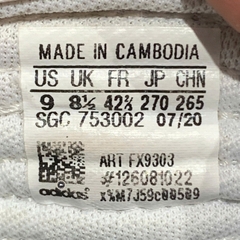 MADE IN CAMBODIA
US UK FR JP CHN
9 8½ 42⅔ 270 265
SGC 753002 07/20
ART FX9303
#126081022
adidas x%M7J59c00509